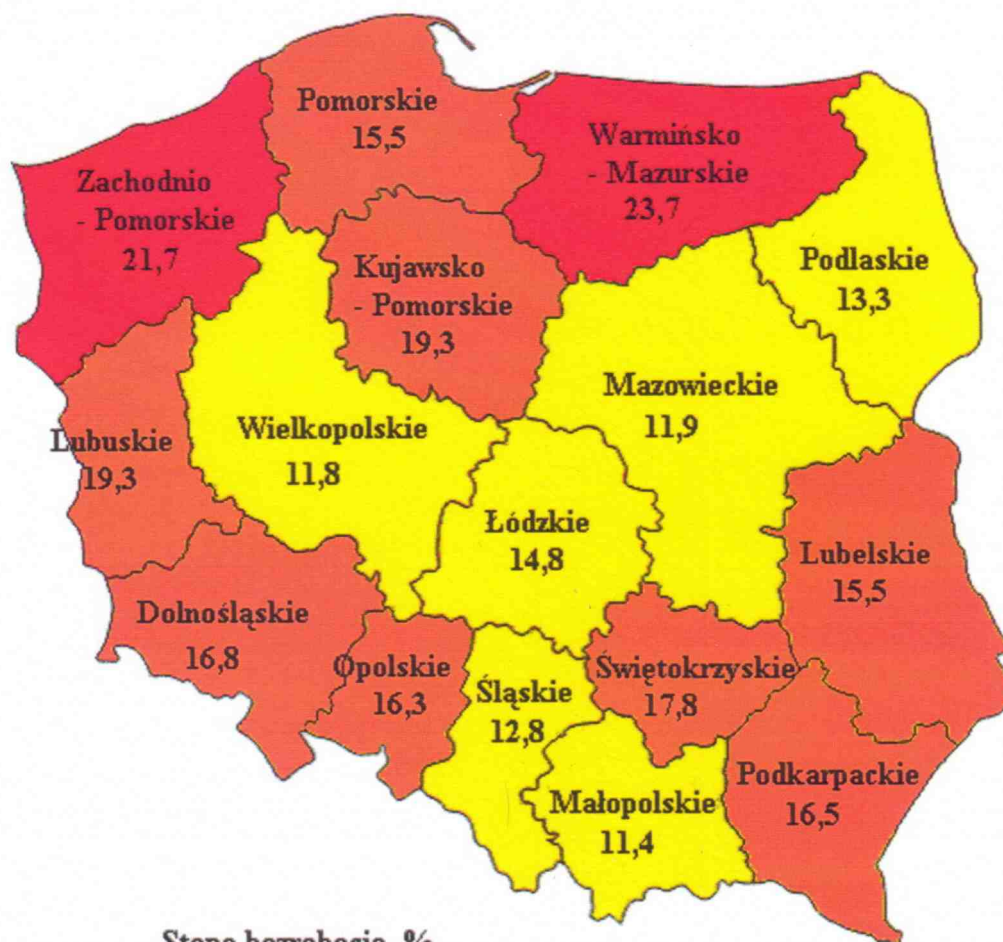 Pomorskie
15,5
Warmińsko
- Mazurskie
23,7
Zachodnio
- Pomorskie
21,7
Kujawsko
- Pomorskie
19,3
Podlaskie
13,3
Mazowieckie
11,9
Wielkopolskie
11,8
Lubuskie
19,3
Łódzkie
14,8
Lubelskie
15,5
Dolnośląskie
16,8
Opolskie
16,3
Śląskie
12,8
Świętokrzyskie
17,8
Podkarpackie
16,5
Małopolskie
11,4
Stopa bezrobocia, %